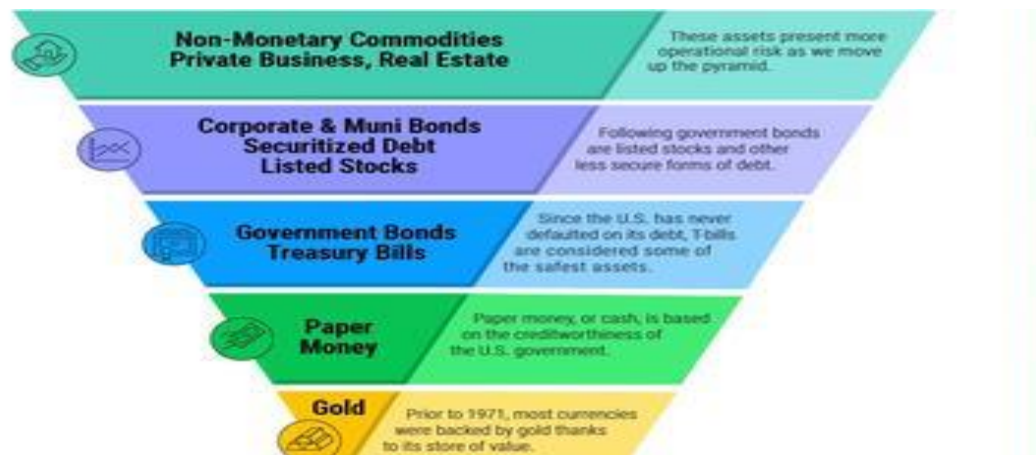 Non-Monetary Commodities
Private Business, Real Estate
These assets present more
operational risk as we move
up the pyramid.
Corporate & Muni Bonds
Securitized Debt
Listed Stocks
Following government bonds
are listed stocks and other
less secure forms of debt.
Government Bonds
Treasury Bills
Since the U.S. has never
defaulted on its debt, T-bills
are considered some of
the safest assets.
Paper
Money
Paper money, or cash, is based
on the creditworthiness of
the U.S. government.
Gold
Prior to 1971, most currencies
were backed by gold thanks
to its store of value.